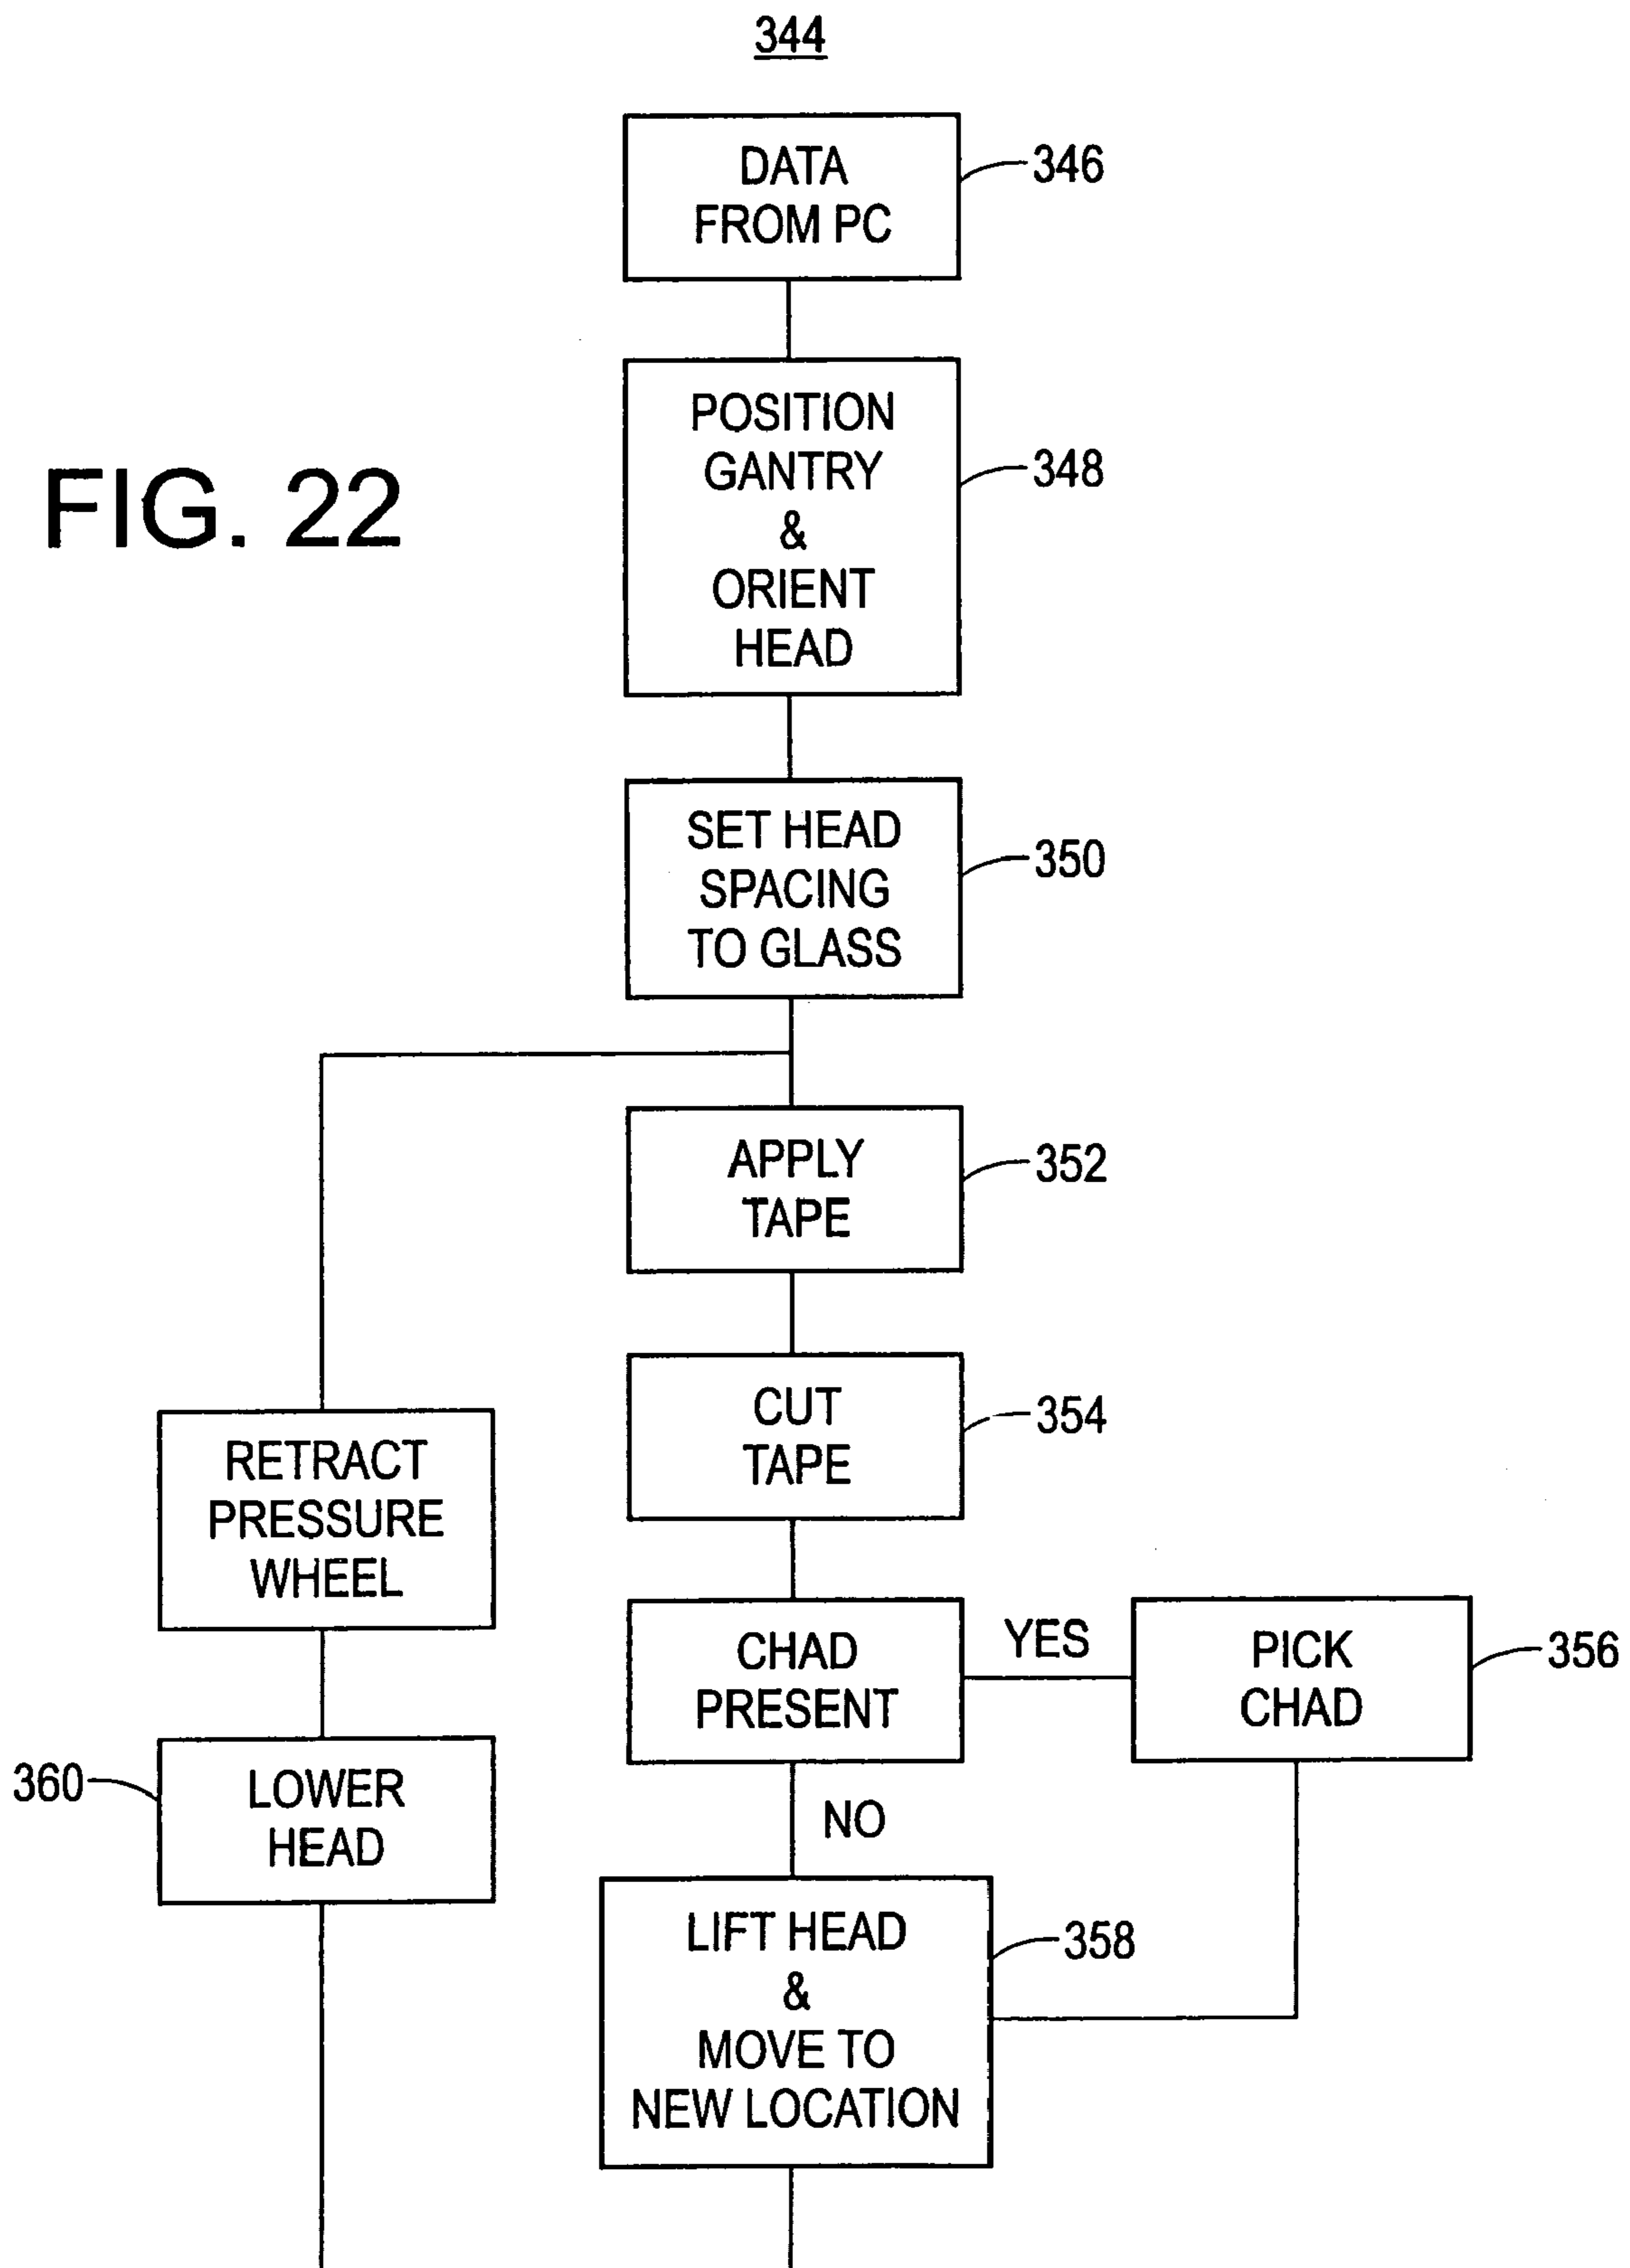 344
DATA
FROM PC
346
FIG. 22
POSITION
GANTRY
&
ORIENT
HEAD
348
SET HEAD
SPACING
TO GLASS
350
APPLY
TAPE
352
CUT
TAPE
354
RETRACT
PRESSURE
WHEEL
CHAD
PRESENT
YES
PICK
CHAD
356
360
LOWER
HEAD
NO
LIFT HEAD
&
MOVE TO
NEW LOCATION
358